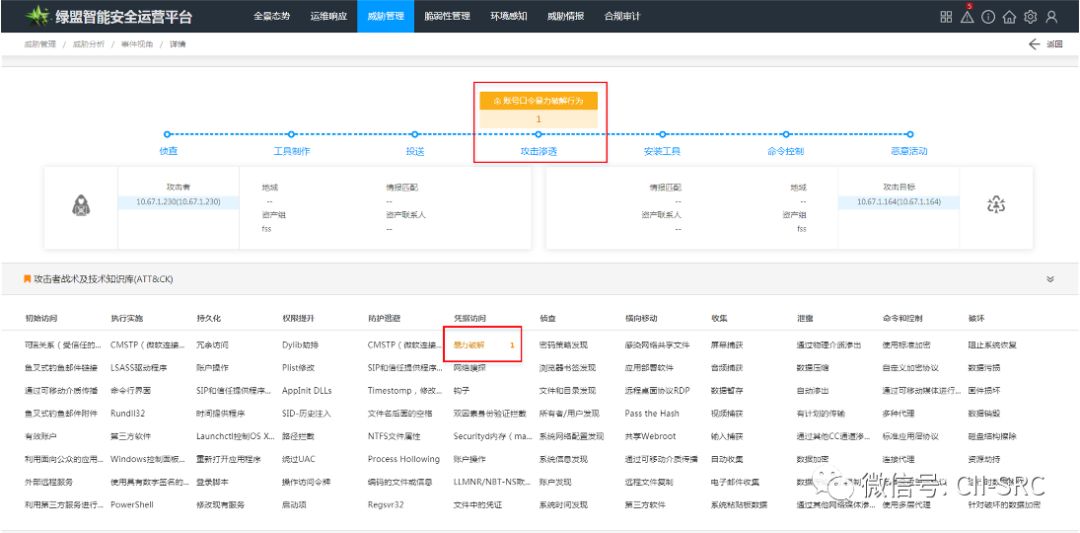 绿盟智能安全运营平台 全景态势 运维响应 威胁管理 脆弱性管理 环境感知 威胁情报 合规审计 5
威胁管理 / 威胁分析 / 事件视角 / 详情 返回
账号口令暴力破解行为
1
侦查 工具制作 投送 攻击渗透 安装工具 命令控制 恶意活动
攻击者 地域 情报匹配 情报匹配 地域 攻击目标
10.67.1.230(10.67.1.230) -- -- -- -- 10.67.1.164(10.67.1.164)
资产组 资产联系人 资产联系人 资产组
fss -- -- fss
攻击者战术及技术知识库(ATT&CK)
初始访问 执行实施 持久化 权限提升 防护逃避 凭据访问 侦查 横向移动 收集 泄露 命令和控制 破坏
可信关系（受信任的... CMSTP（微软连接... 冗余访问 Dylib劫持 CMSTP（微软连接... 暴力破解 1 密码策略发现 感染网络共享文件 屏幕捕获 通过物理介质渗出 使用标准加密 阻止系统恢复
鱼叉式钓鱼邮件链接 LSASS驱动程序 账户操作 Plist修改 SIP和信任提供程... 网络嗅探 浏览器书签发现 应用部署软件 音频捕获 数据压缩 自定义加密协议 数据污损
通过可移动介质传播 命令行界面 SIP和信任提供程序... AppInit DLLs Timestomp，修改... 钩子 文件和目录发现 远程桌面协议RDP 数据暂存 自动渗出 通过可移动媒体进行... 固件损坏
鱼叉式钓鱼邮件附件 Rundll32 时间提供程序 SID-历史注入 文件名后面的空格 双因素身份验证拦截 所有者/用户发现 Pass the Hash 视频捕获 有计划的传输 多种代理 数据销毁
有效账户 第三方软件 Launchctl控制OS X... 路径拦截 NTFS文件属性 Securityd内存（ma... 系统网络配置发现 共享Webroot 输入捕获 通过其他CC通道渗... 标准应用层协议 磁盘结构擦除
利用面向公众的应用... Windows控制面板... 重新打开应用程序 绕过UAC Process Hollowing 账户操作 系统信息发现 通过可移动介质传播 自动收集 数据加密 连接代理 资源劫持
外部远程服务 使用具有数字签名的... 登录脚本 操作访问令牌 编码的文件或信息 LLMNR/NBT-NS欺... 账户发现 远程文件复制 电子邮件收集
利用第三方服务进行... PowerShell 修改现有服务 启动项 Regsvr32 文件中的凭证 系统时间发现 第三方软件 系统粘贴板数据 通过其他网络媒体渗... 使用多层代理 针对破坏的数据加密
微信号: CII-SRC